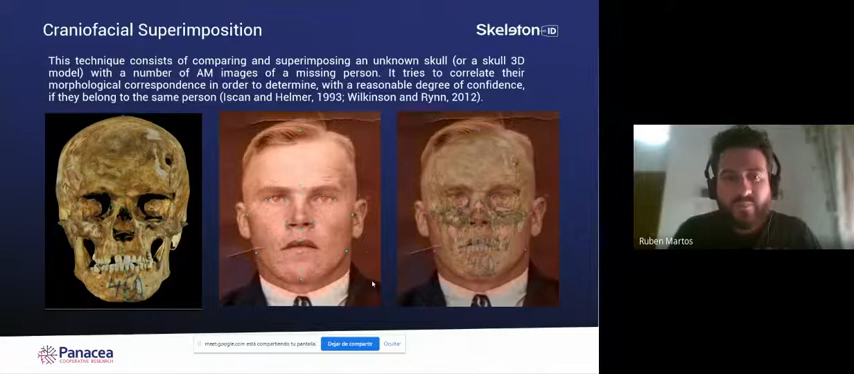 Craniofacial Superimposition
Skeleton ID
This technique consists of comparing and superimposing an unknown skull (or a skull 3D
model) with a number of AM images of a missing person. It tries to correlate their
morphological correspondence in order to determine, with a reasonable degree of confidence,
if they belong to the same person (Iscan and Helmer, 1993; Wilkinson and Rynn, 2012).
Ruben Martos
meet.google.com está compartiendo tu pantalla.
Dejar de compartir
Ocultar
Panacea
COOPERATIVE RESEARCH